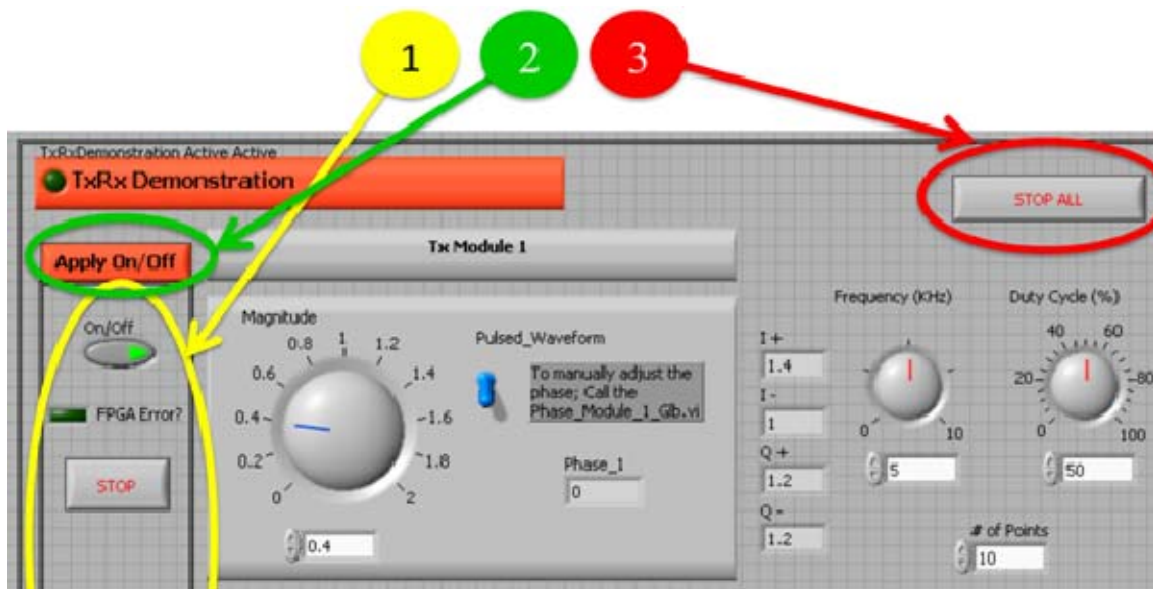 1
2
3
TxRxDemonstration Active Active
TxRx Demonstration
STOP ALL
Apply On/Off
Tx Module 1
On/Off
FPGA Error?
STOP
Magnitude
0
0.2
0.4
0.6
0.8
1
1.2
1.4
1.6
1.8
2
0.4
Pulsed_Waveform
To manually adjust the
phase; Call the
Phase_Module_1_Glb.vi
Phase_1
0
I +
1.4
I -
1
Q +
1.2
Q -
1.2
Frequency (KHz)
0
10
5
Duty Cycle (%)
0
20
40
60
80
100
50
# of Points
10